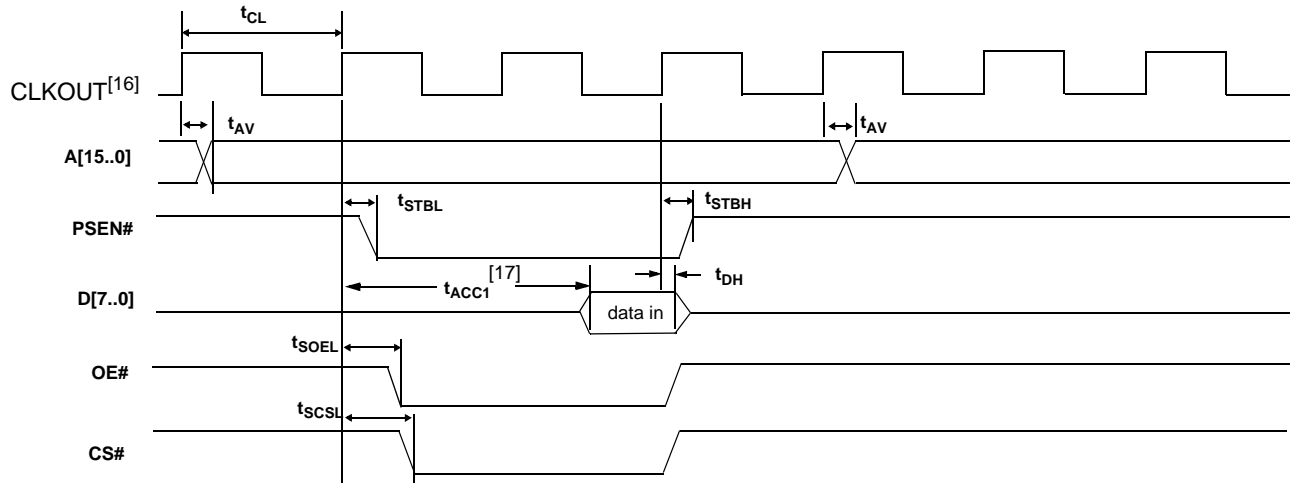 tCL
CLKOUT[16]
tAV
tAV
A[15..0]
tSTBL
tSTBH
PSEN#
[17]
tDH
tACC1
D[7..0]
data in
tSOEL
OE#
tSCSL
CS#